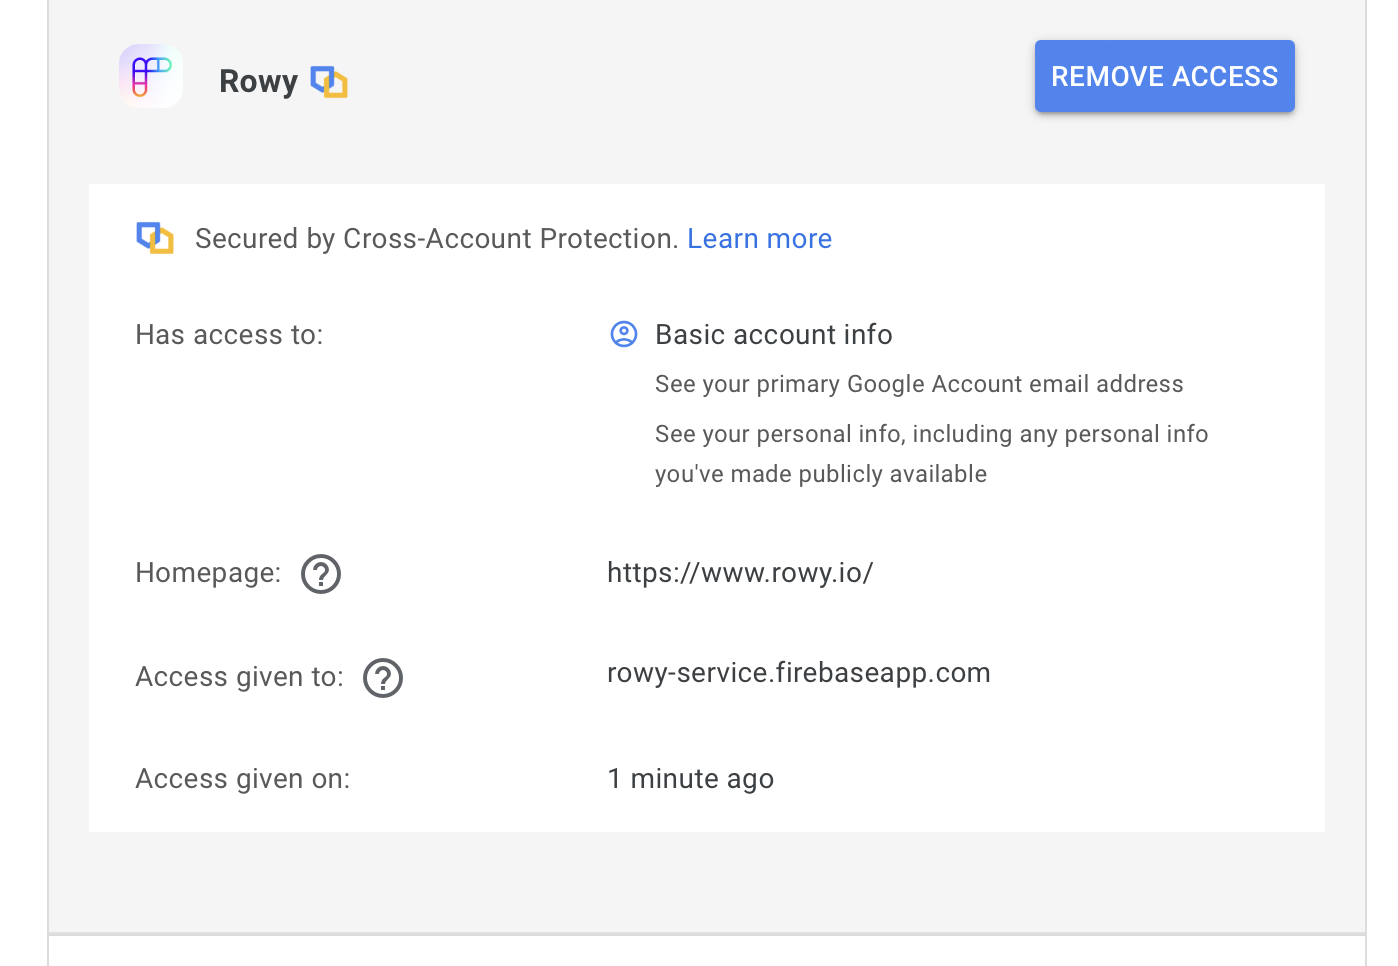 Rowy
REMOVE ACCESS
Secured by Cross-Account Protection. Learn more
Has access to:
Basic account info
See your primary Google Account email address
See your personal info, including any personal info
you've made publicly available
Homepage:
https://www.rowy.io/
Access given to:
rowy-service.firebaseapp.com
Access given on:
1 minute ago